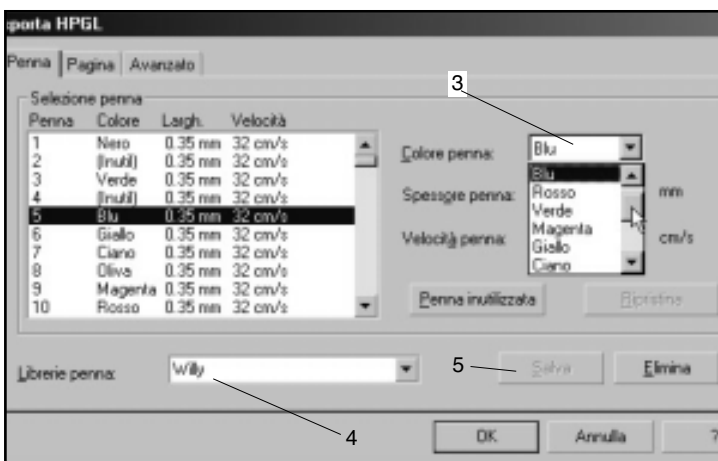 porta HPGL
Penna Pagina Avanzato
3
Selezione penna
Penna Colore Largh. Velocità
1 Nero 0.35 mm 32 cm/s
2 (Inutil) 0.35 mm 32 cm/s
3 Verde 0.35 mm 32 cm/s
4 (Inutil) 0.35 mm 32 cm/s
5 Blu 0.35 mm 32 cm/s
6 Giallo 0.35 mm 32 cm/s
7 Ciano 0.35 mm 32 cm/s
8 Oliva 0.35 mm 32 cm/s
9 Magenta 0.35 mm 32 cm/s
10 Rosso 0.35 mm 32 cm/s
Colore penna: Blu
Blu
Rosso
Verde
Magenta
Giallo
Ciano
Spessore penna: mm
Velocità penna: cm/s
Penna inutilizzata Ripristina
Librerie penna: Willy
5 Salva Elimina
4
OK Annulla ?